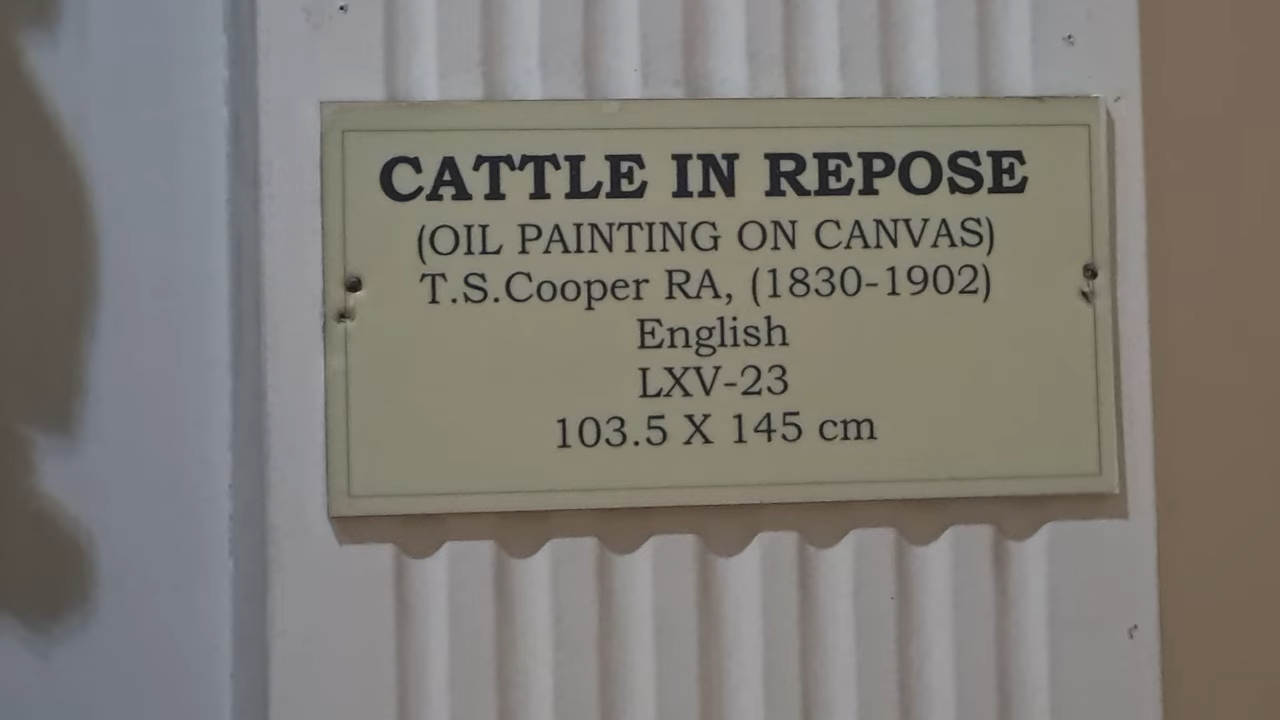 CATTLE IN REPOSE
(OIL PAINTING ON CANVAS)
T.S.Cooper RA, (1830-1902)
English
LXV-23
103.5 X 145 cm